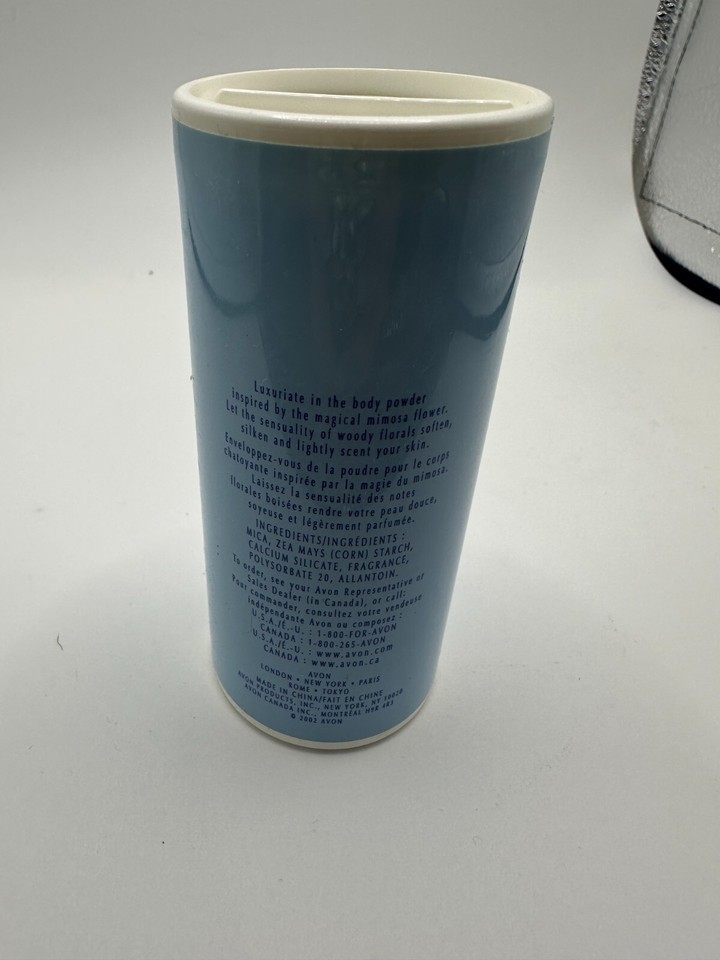 Luxuriate in the body powder
inspired by the magical mimosa flower.
Let the sensuality of woody florals soften,
silken and lightly scent your skin.
Enveloppez-vous de la poudre pour le corps
chatoyante inspirée par la magie du mimosa.
Laissez la sensualité des notes
florales boisées rendre votre peau douce,
soyeuse et légèrement parfumée.
INGREDIENTS/INGRÉDIENTS :
MICA, ZEA MAYS (CORN) STARCH,
CALCIUM SILICATE, FRAGRANCE,
POLYSORBATE 20, ALLANTOIN.
To order, see your Avon Representative or
Sales Dealer (in Canada), or call:
Pour commander, consultez votre vendeuse
indépendante Avon ou composez :
U.S.A./É.-U. : 1-800-FOR-AVON
CANADA : 1-800-265-AVON
U.S.A./É.-U. : www.avon.com
CANADA : www.avon.ca
AVON
LONDON • NEW YORK • PARIS
ROME • TOKYO
MADE IN CHINA/FAIT EN CHINE
AVON PRODUCTS, INC., NEW YORK, NY 10020
AVON CANADA INC., MONTRÉAL H9R 4R3
© 2002 AVON